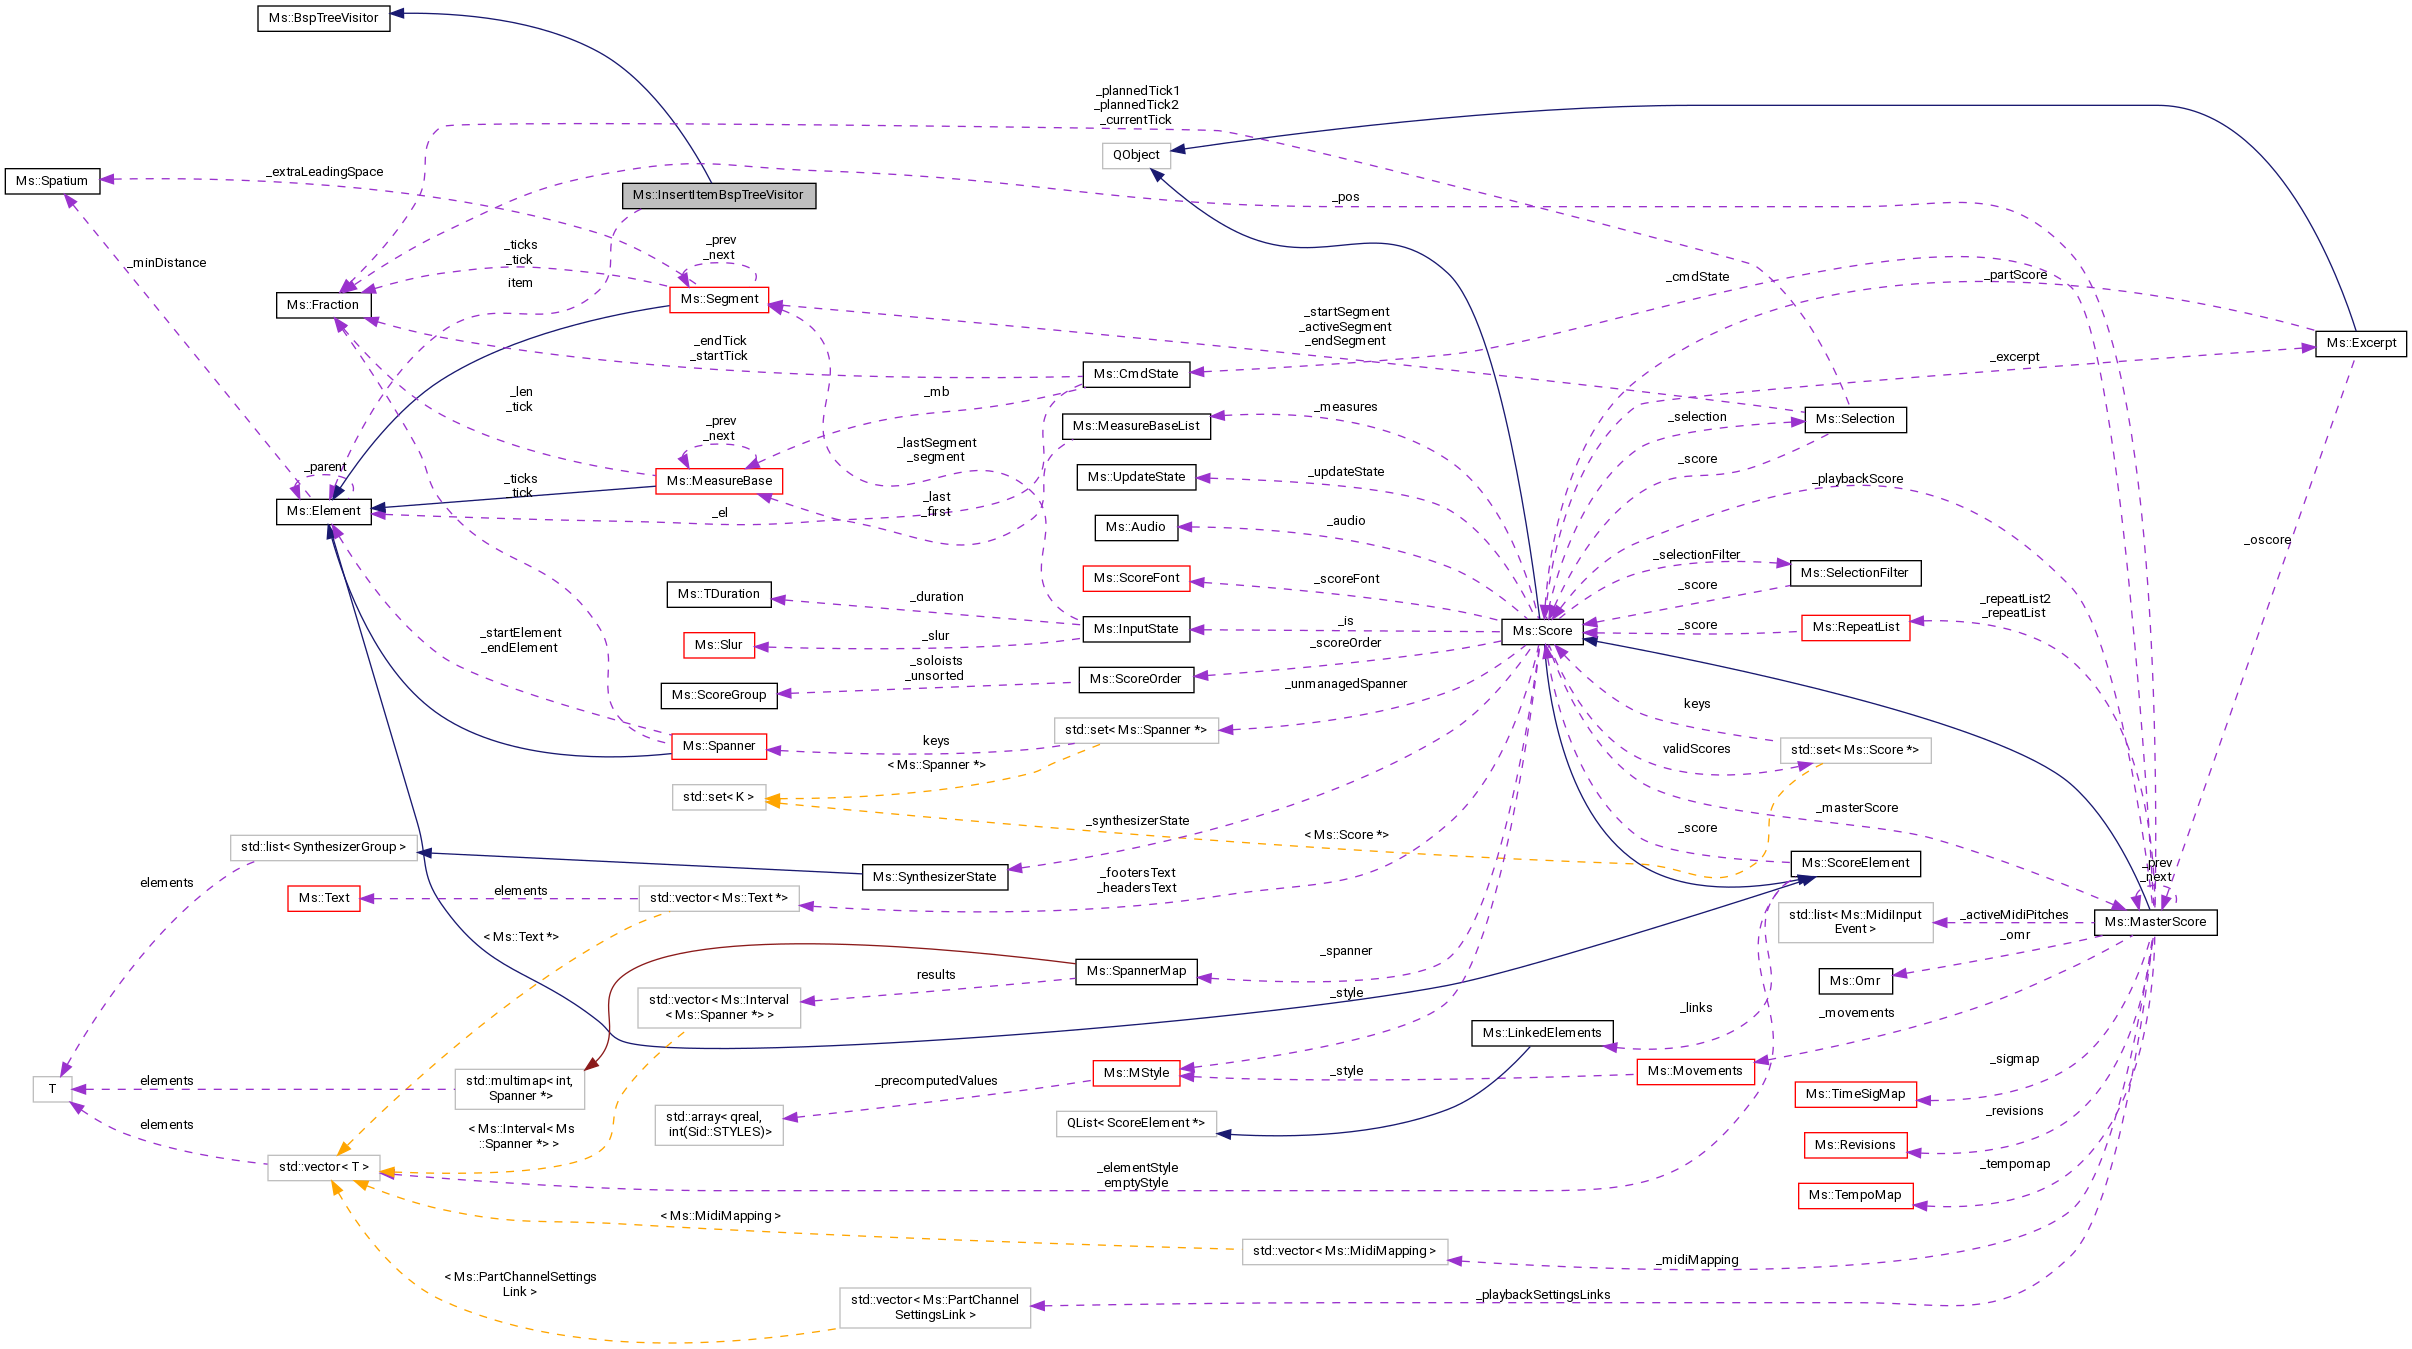 Ms::BspTreeVisitor
_plannedTick1
_plannedTick2
_currentTick
QObject
_extraLeadingSpace
Ms::Spatium
Ms::InsertItemBspTreeVisitor
_pos
_prev
_next
_ticks
_tick
_minDistance
item
_cmdState
_partScore
Ms::Segment
Ms::Fraction
_startSegment
_activeSegment
_endSegment
_endTick
_startTick
Ms::Excerpt
_excerpt
Ms::CmdState
_len
_tick
_mb
_measures
_selection
Ms::Selection
_prev
_next
Ms::MeasureBaseList
_lastSegment
_segment
_score
_parent
Ms::MeasureBase
_updateState
Ms::UpdateState
_playbackScore
_ticks
_tick
_last
_first
Ms::Element
_el
_audio
Ms::Audio
_oscore
_selectionFilter
Ms::SelectionFilter
_scoreFont
Ms::ScoreFont
_score
Ms::TDuration
_duration
_repeatList2
_repeatList
_is
Ms::InputState
Ms::Score
_score
Ms::RepeatList
_startElement
_endElement
_slur
Ms::Slur
_scoreOrder
_soloists
_unsorted
Ms::ScoreOrder
Ms::ScoreGroup
_unmanagedSpanner
keys
std::set< Ms::Spanner *>
Ms::Spanner
keys
validScores
std::set< Ms::Score *>
< Ms::Spanner *>
std::set< K >
_masterScore
_synthesizerState
_score
< Ms::Score *>
std::list< SynthesizerGroup >
Ms::ScoreElement
_prev
_next
Ms::SynthesizerState
elements
_footersText
_headersText
elements
Ms::Text
std::vector< Ms::Text *>
std::list< Ms::MidiInput
Event >
_activeMidiPitches
Ms::MasterScore
< Ms::Text *>
_omr
_spanner
Ms::SpannerMap
results
Ms::Omr
std::vector< Ms::Interval
< Ms::Spanner *> >
_style
_links
_movements
Ms::LinkedElements
_sigmap
_style
Ms::MStyle
Ms::Movements
T
elements
std::multimap< int,
Spanner *>
_precomputedValues
Ms::TimeSigMap
std::array< qreal,
int(Sid::STYLES)>
_revisions
QList< ScoreElement *>
elements
< Ms::Interval< Ms
::Spanner *> >
Ms::Revisions
std::vector< T >
_elementStyle
emptyStyle
_tempomap
Ms::TempoMap
< Ms::MidiMapping >
std::vector< Ms::MidiMapping >
_midiMapping
< Ms::PartChannelSettings
Link >
std::vector< Ms::PartChannel
SettingsLink >
_playbackSettingsLinks